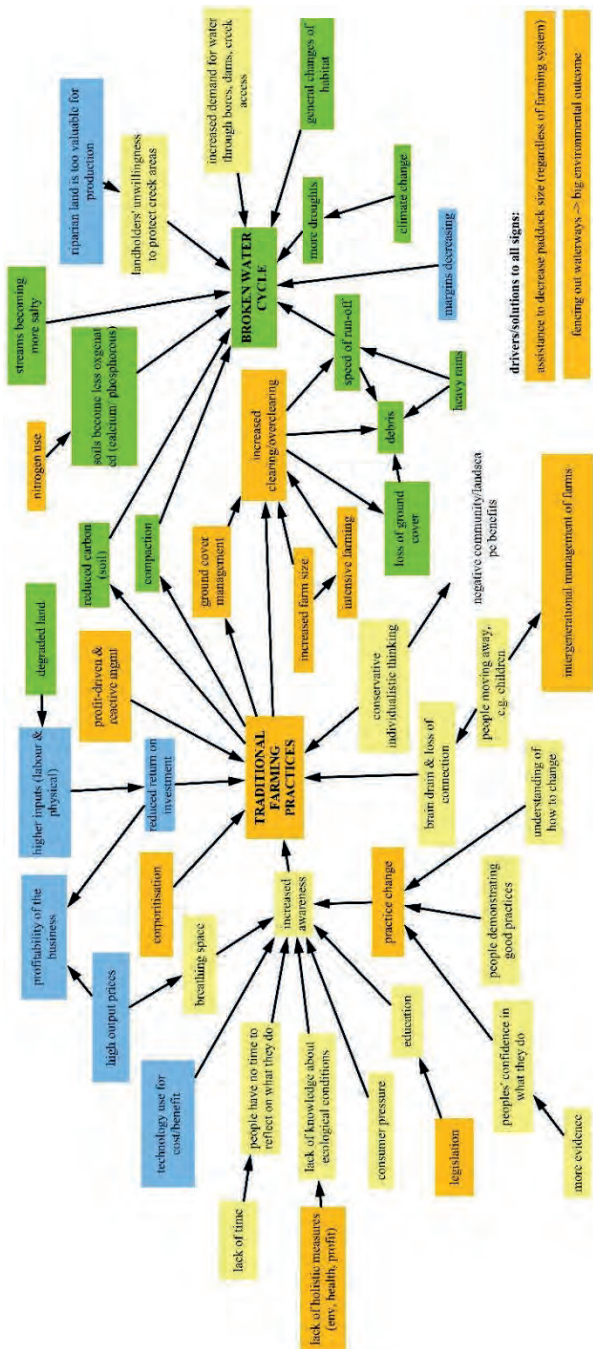 degraded land
higher inputs (labour &
physical)
profitability of the
business
high output prices
reduced return on
investment
profit-driven &
reactive mgmt
corporitisation
breathing space
technology use for
cost/benefit
lack of time
people have no time to
reflect on what they do
lack of holistic measures
(env, health, profit)
lack of knowledge about
ecological conditions
consumer pressure
legislation
education
increased
awareness
practice change
peoples' confidence in
what they do
more evidence
people demonstrating
good practices
understanding of
how to change
TRADITIONAL
FARMING
PRACTICES
conservative
individualistic thinking
negative community/landsca
pe benefits
brain drain & loss of
connection
people moving away,
e.g. children
intergenerational management of farms
nitrogen use
soils become less oxgenat
ed (calcium/ phosphorous)
streams becoming
more salty
reduced carbon
(soil)
compaction
ground cover
management
increased farm size
intensive farming
increased
clearing/overclearing
loss of ground
cover
debris
speed of run-off
heavy rains
riparian land is too valuable for
production
landholders' unwillingness
to protect creek areas
BROKEN WATER
CYCLE
increased demand for water
through bores, dams, creek
access
general changes of
habitat
more droughts
climate change
margins decreasing
drivers/solutions to all signs:
assistance to decrease paddock size (regardless of farming system)
fencing out waterways -> big environmental outcome